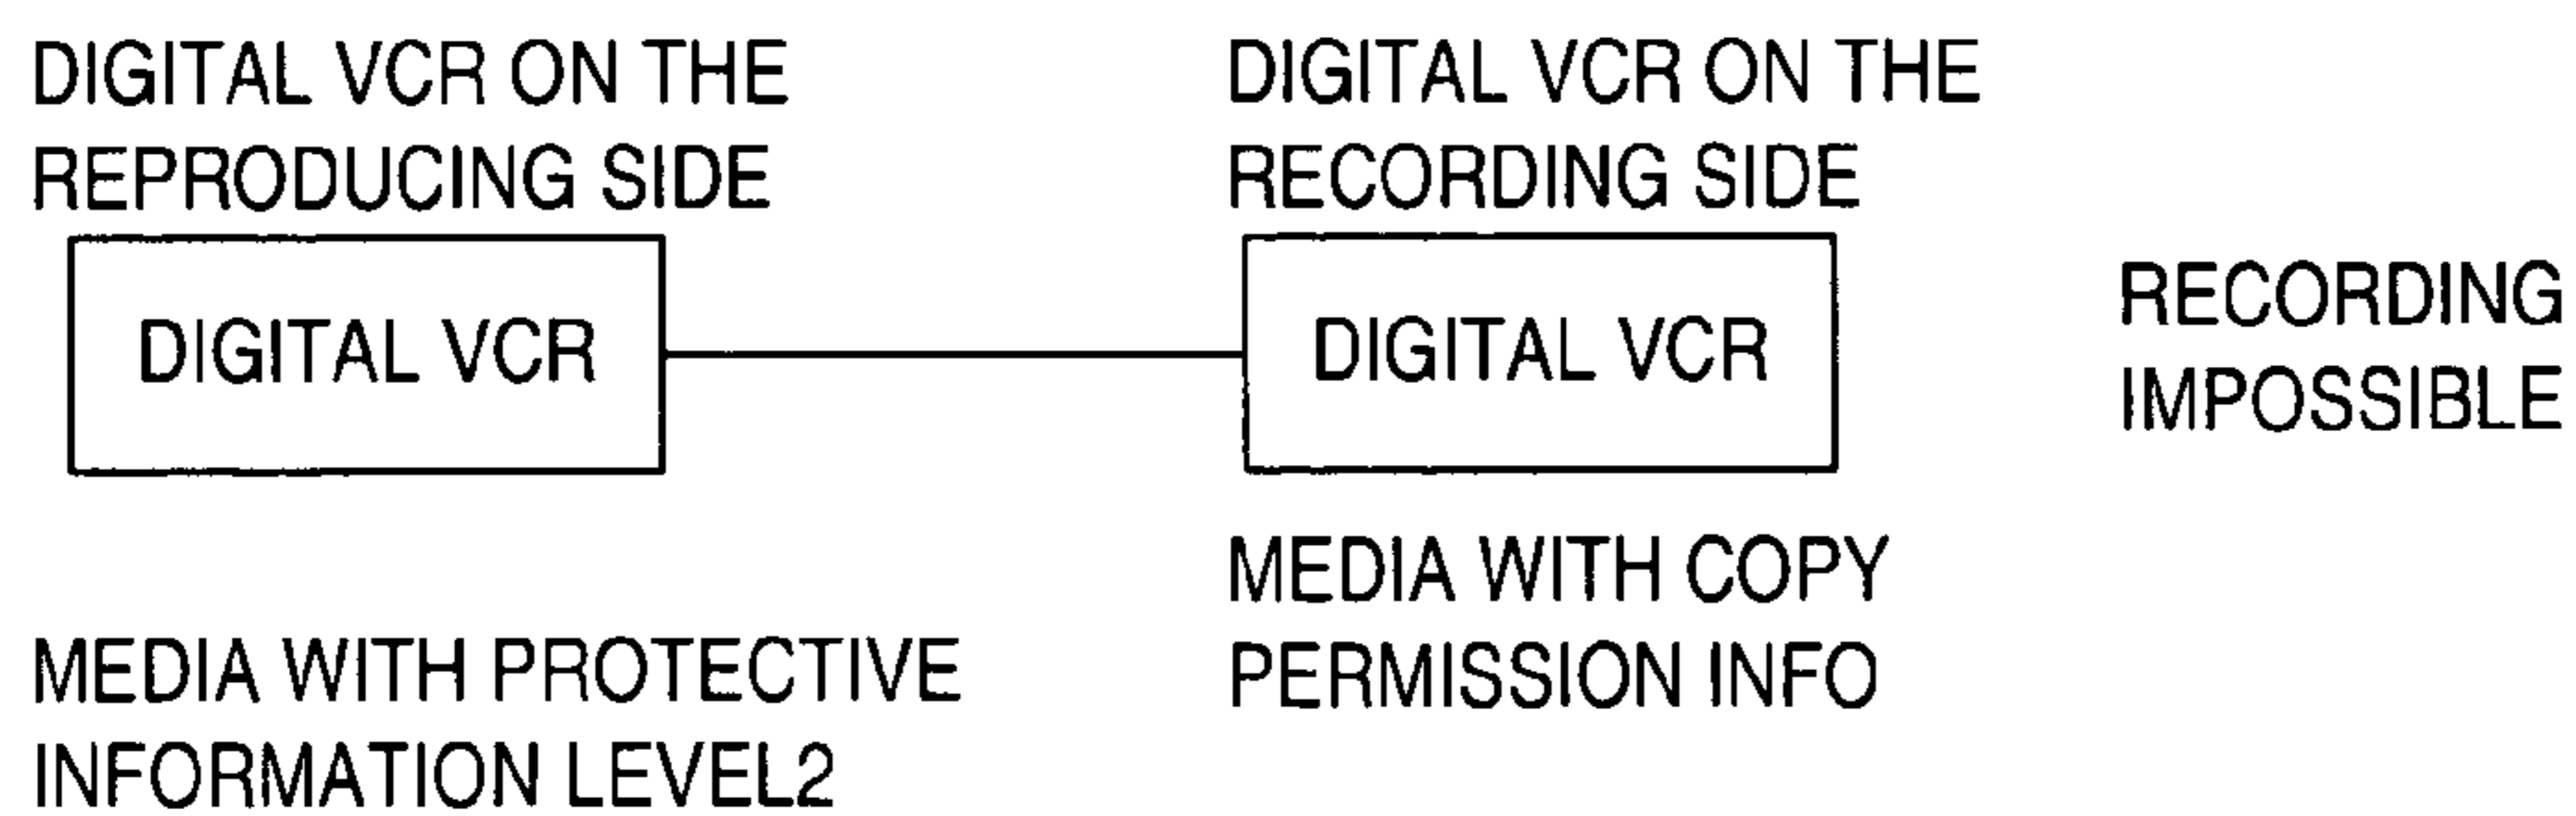 DIGITAL VCR ON THE
REPRODUCING SIDE
DIGITAL VCR
MEDIA WITH PROTECTIVE
INFORMATION LEVEL2
DIGITAL VCR ON THE
RECORDING SIDE
DIGITAL VCR
MEDIA WITH COPY
PERMISSION INFO
RECORDING
IMPOSSIBLE